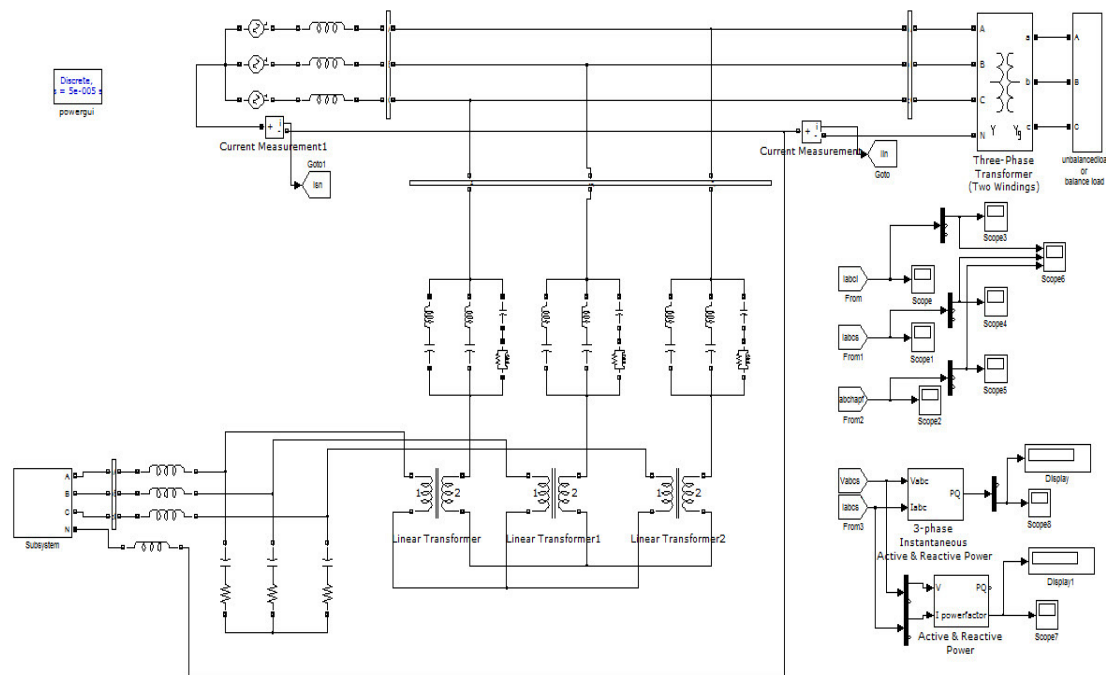 Discrete,
s = 5e-005 s
powergui
Current Measurement1
Goto1
Isn
i
+
-
i
+
-
Current Measurement
Iln
Goto
A
B
C
N
a
b
c
Y
Yg
Three-Phase
Transformer
(Two Windings)
A
B
C
unbalancedloa
or
balance load
Scope3
Scope6
Iabcl
From
Scope
Scope4
Iabcs
From1
Scope1
Scope5
Iabchapf
From2
Scope2
A
B
C
N
Subsystem
1
2
Linear Transformer
1
2
Linear Transformer1
1
2
Linear Transformer2
Vabcs
Iabcs
From3
Vabc
Iabc
PQ
3-phase
Instantaneous
Active & Reactive Power
Display
Scope8
V
PQ
I powerfactor
Active & Reactive
Power
Display1
Scope7